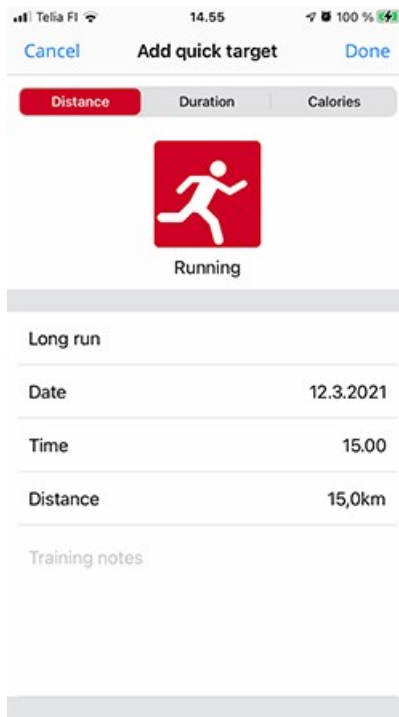 Telia FI 14.55 100 %
Cancel Add quick target Done
Distance Duration Calories
Running
Long run
Date 12.3.2021
Time 15.00
Distance 15,0km
Training notes